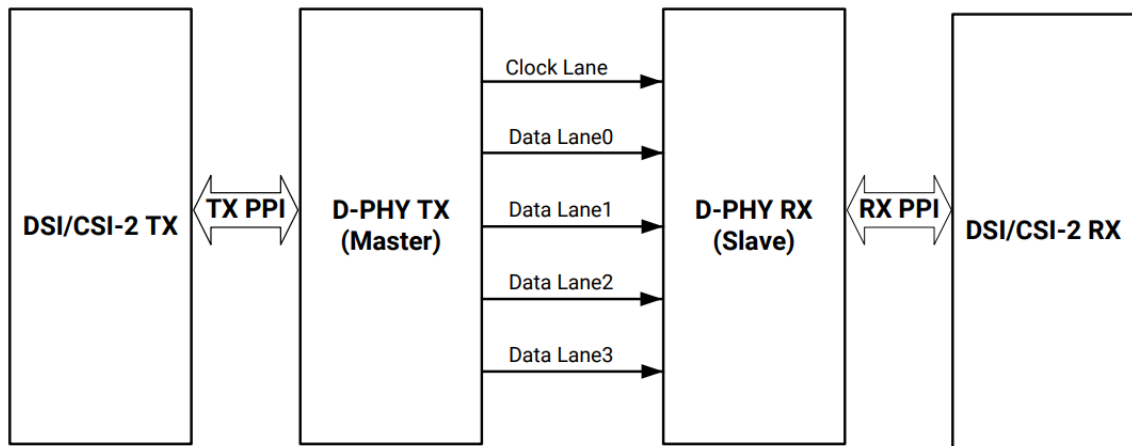 DSI/CSI-2 TX
TX PPI
D-PHY TX
(Master)
Clock Lane
Data Lane0
Data Lane1
Data Lane2
Data Lane3
D-PHY RX
(Slave)
RX PPI
DSI/CSI-2 RX